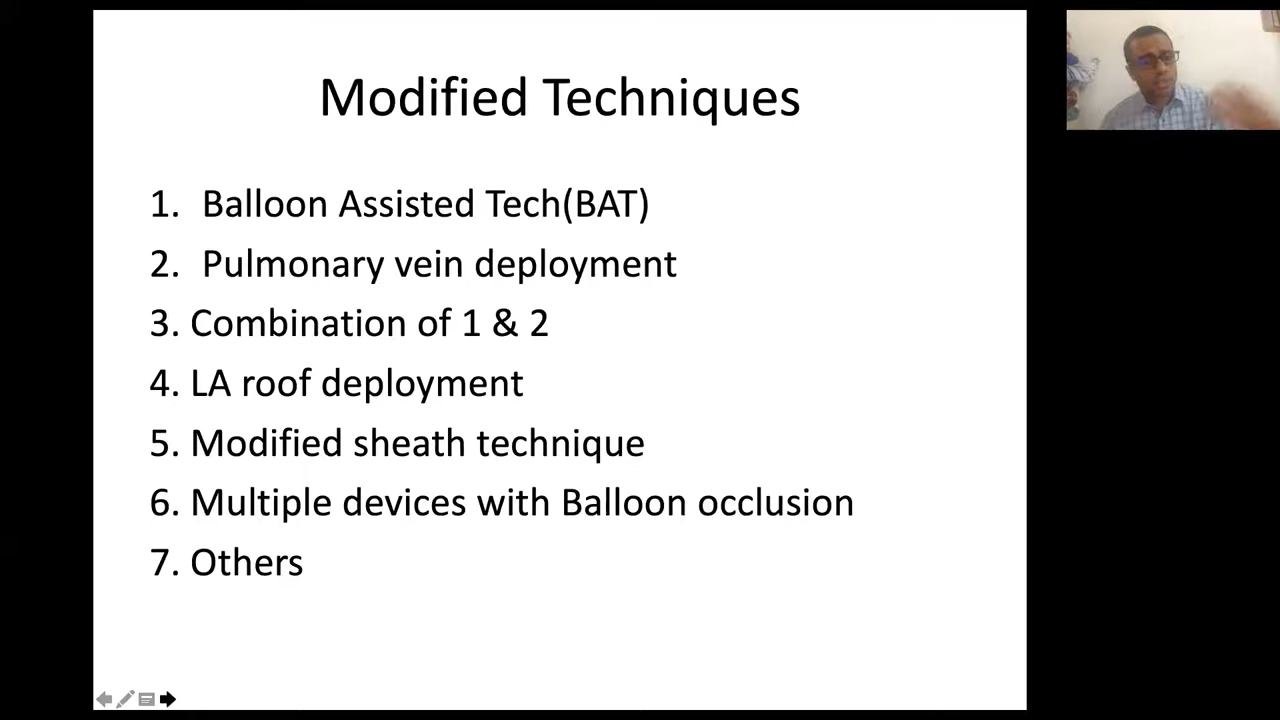 Modified Techniques
1. Balloon Assisted Tech(BAT)
2. Pulmonary vein deployment
3. Combination of 1 & 2
4. LA roof deployment
5. Modified sheath technique
6. Multiple devices with Balloon occlusion
7. Others